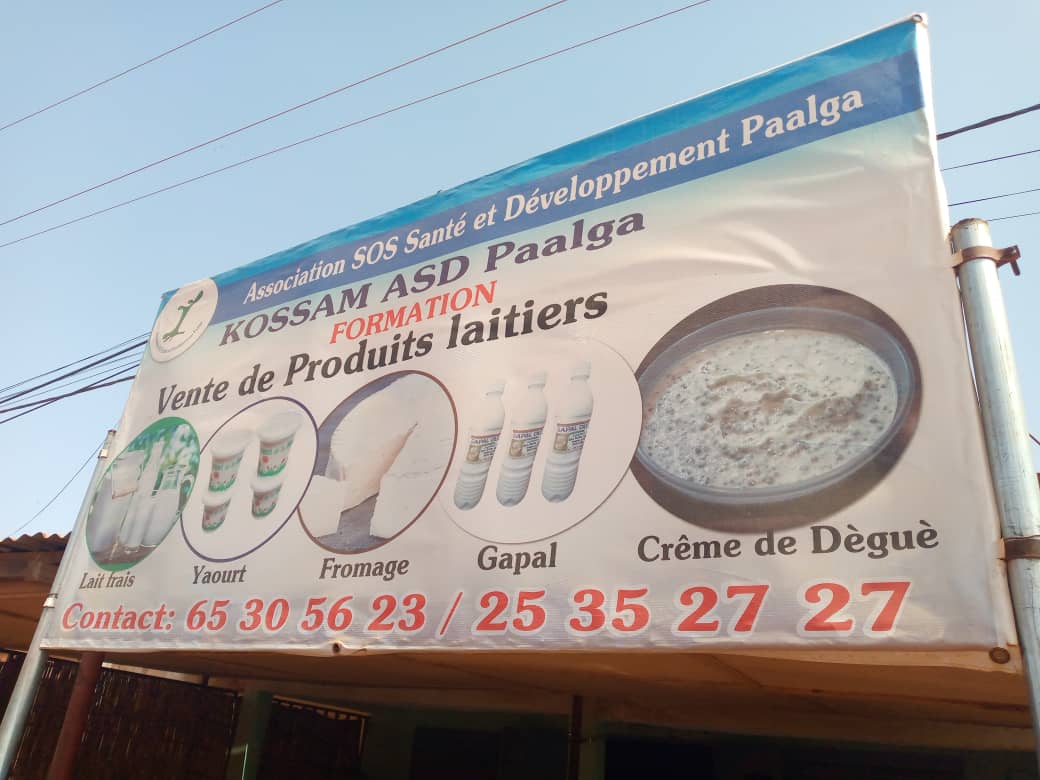 Association SOS Santé et Développement Paalga
KOSSAM ASD Paalga
FORMATION
Vente de Produits laitiers
GAPAL
Lait frais
Yaourt
Fromage
Gapal
Crême de Dèguè
Contact: 65 30 56 23 / 25 35 27 27